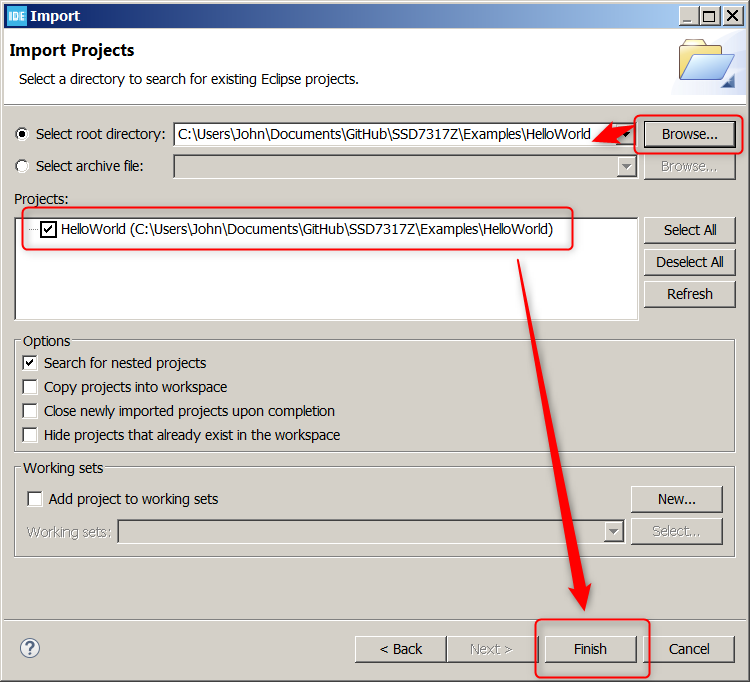 IDE Import
Import Projects
Select a directory to search for existing Eclipse projects.
Select root directory: C:\Users\John\Documents\GitHub\SSD7317Z\Examples\HelloWorld Browse...
Select archive file: Browse...
Projects:
HelloWorld (C:\Users\John\Documents\GitHub\SSD7317Z\Examples\HelloWorld)
Select All
Deselect All
Refresh
Options
Search for nested projects
Copy projects into workspace
Close newly imported projects upon completion
Hide projects that already exist in the workspace
Working sets
Add project to working sets New...
Working sets: Select...
? < Back Next > Finish Cancel